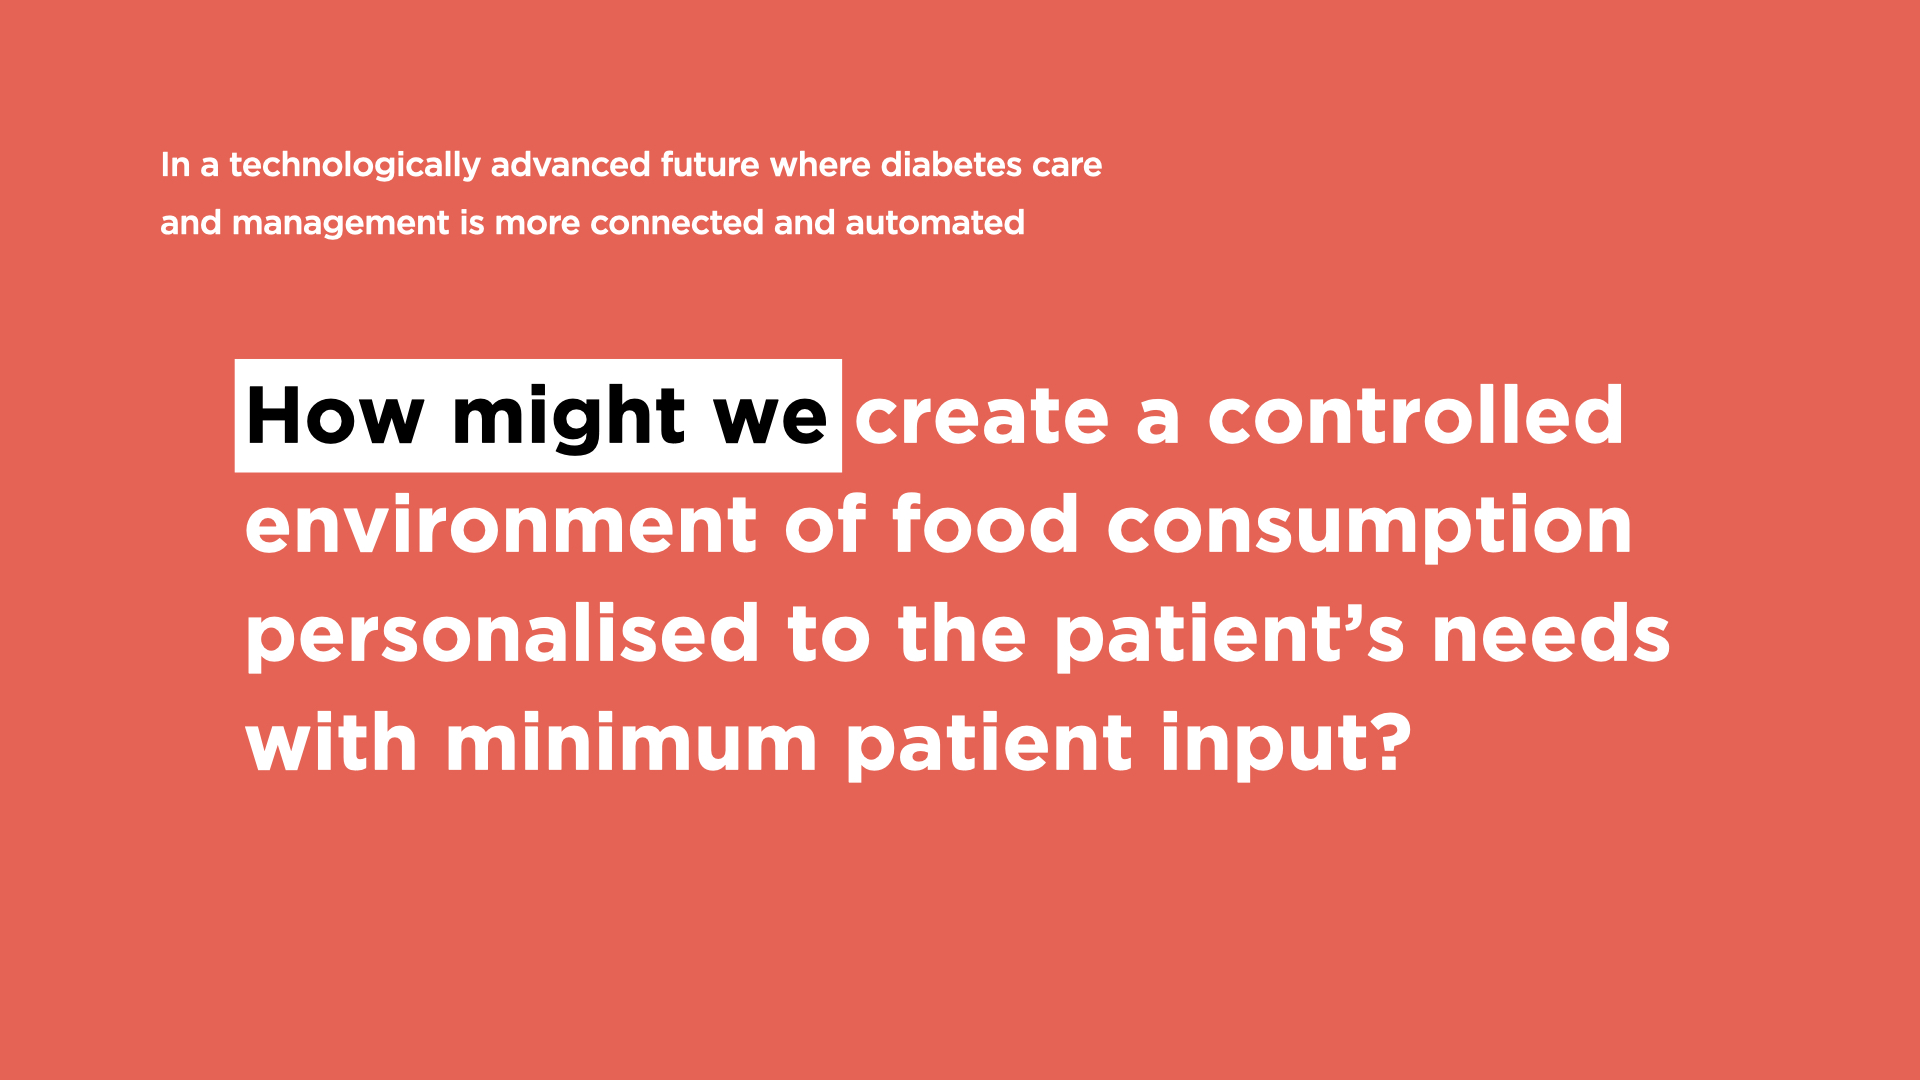 In a technologically advanced future where diabetes care
and management is more connected and automated
How might we create a controlled
environment of food consumption
personalised to the patient’s needs
with minimum patient input?